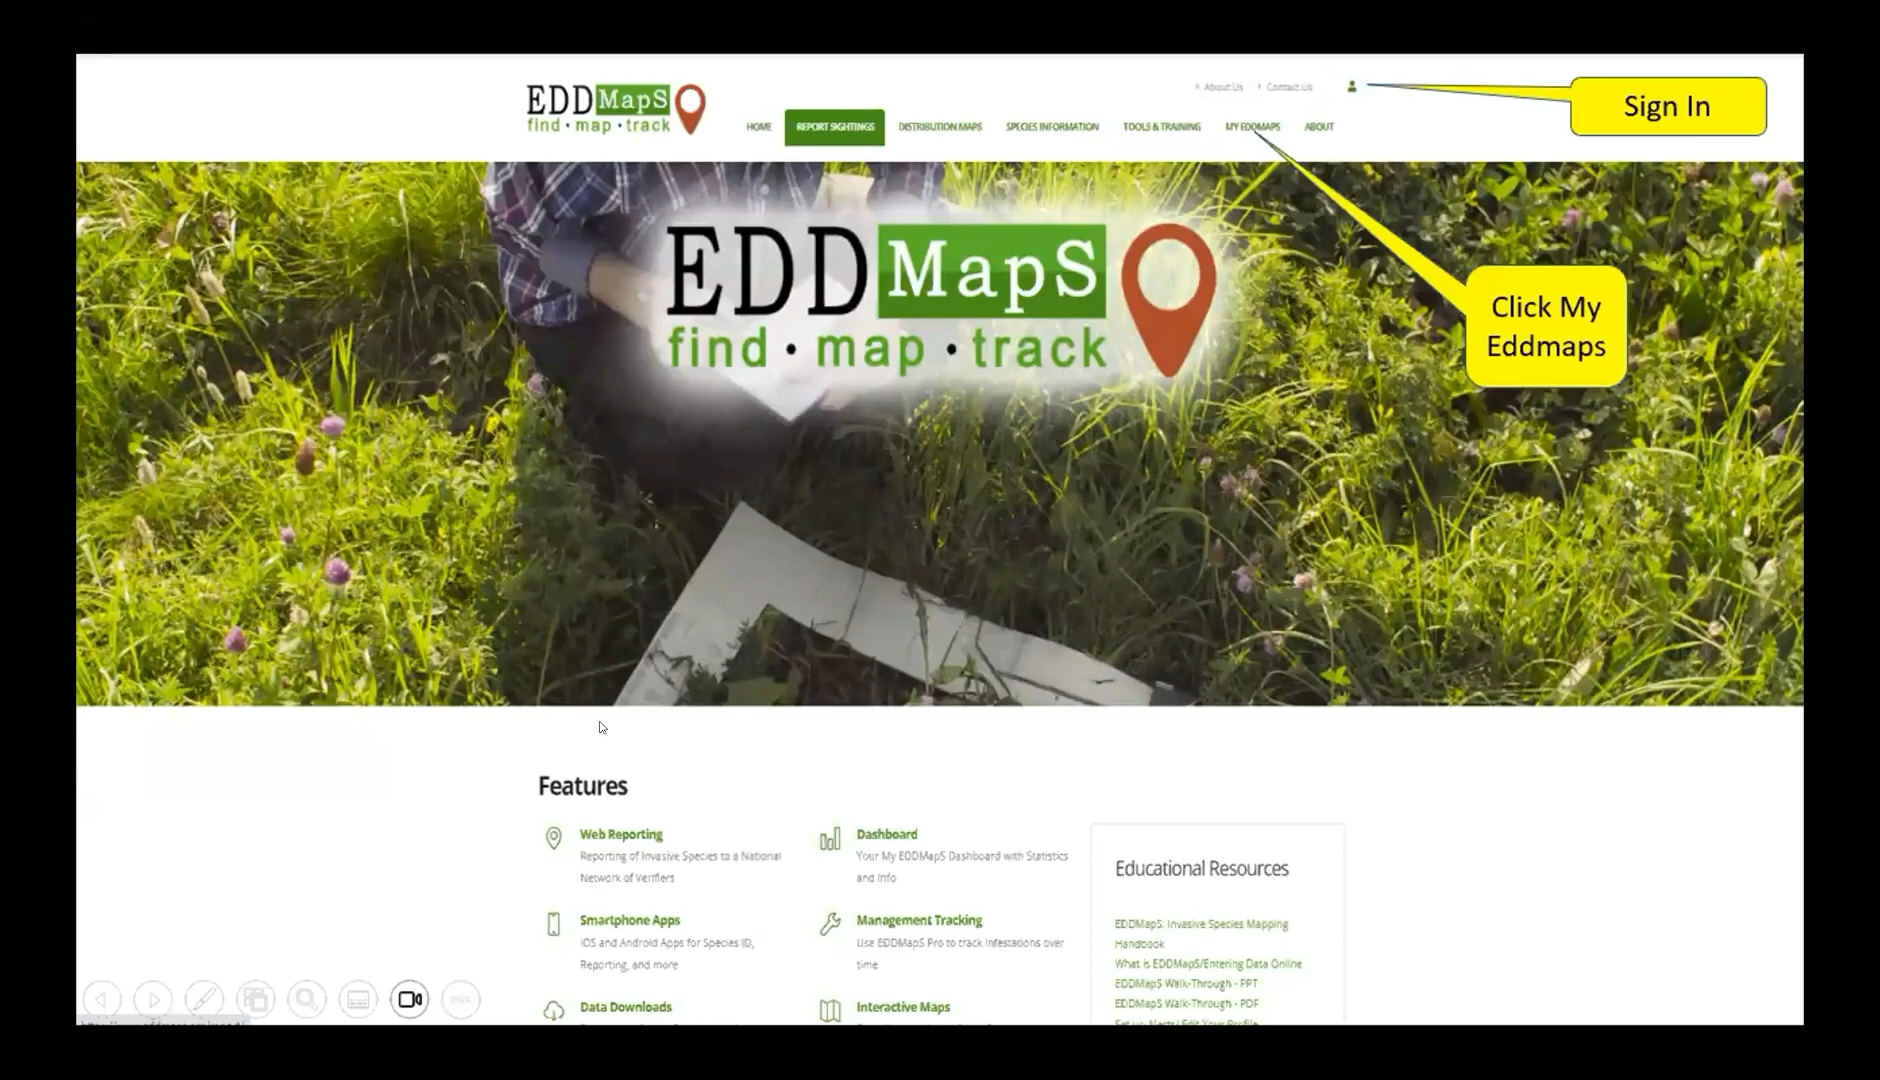 EDDMapS
find · map · track
About Us
Contact Us
Sign In
HOME
REPORT SIGHTINGS
DISTRIBUTION MAPS
SPECIES INFORMATION
TOOLS & TRAINING
MY EDDMAPS
ABOUT
EDDMapS
find · map · track
Click My
Eddmaps
Features
Web Reporting
Reporting of Invasive Species to a National
Network of Verifiers
Dashboard
Your My EDDMapS Dashboard with Statistics
and Info
Smartphone Apps
iOS and Android Apps for Species ID,
Reporting, and more
Management Tracking
Use EDDMapS Pro to track infestations over
time
Data Downloads
Interactive Maps
Educational Resources
EDDMapS: Invasive Species Mapping
Handbook
What is EDDMapS/Entering Data Online
EDDMapS Walk-Through - PPT
EDDMapS Walk-Through - PDF
Set up Alerts/ Edit Your Profile